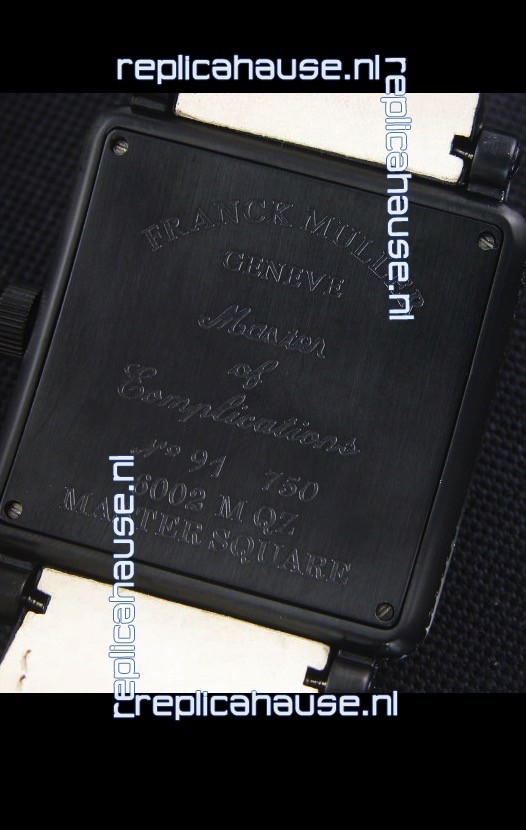 replicahause.nl
replicahause.nl
FRANCK MULLER
GENEVE
Master
of
Complications
No 91 750
6002 M QZ
MASTER SQUARE
replicahause.nl
replicahause.nl